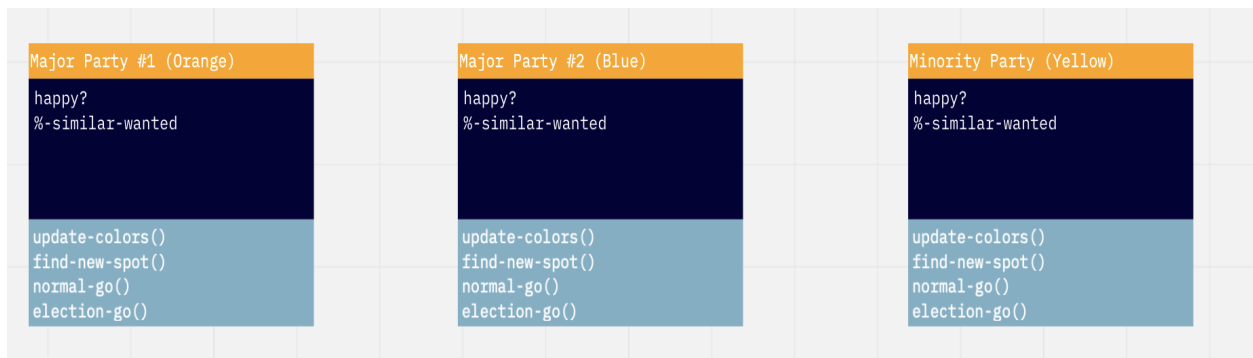 Major Party #1 (Orange)
happy?
%-similar-wanted
update-colors()
find-new-spot()
normal-go()
election-go()
Major Party #2 (Blue)
happy?
%-similar-wanted
update-colors()
find-new-spot()
normal-go()
election-go()
Minority Party (Yellow)
happy?
%-similar-wanted
update-colors()
find-new-spot()
normal-go()
election-go()